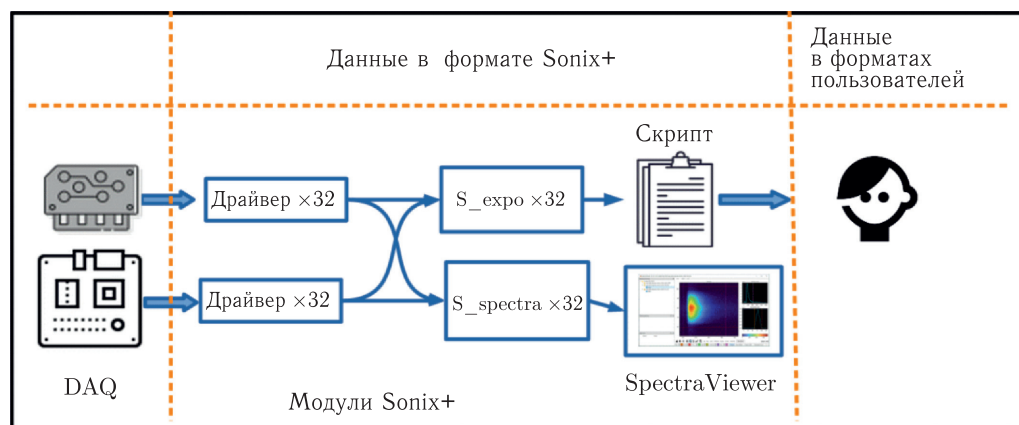 Данные в формате Sonix+
Данные
в форматах
пользователей
Скрипт
Драйвер ×32
S_expo ×32
Драйвер ×32
S_spectra ×32
DAQ
SpectraViewer
Модули Sonix+